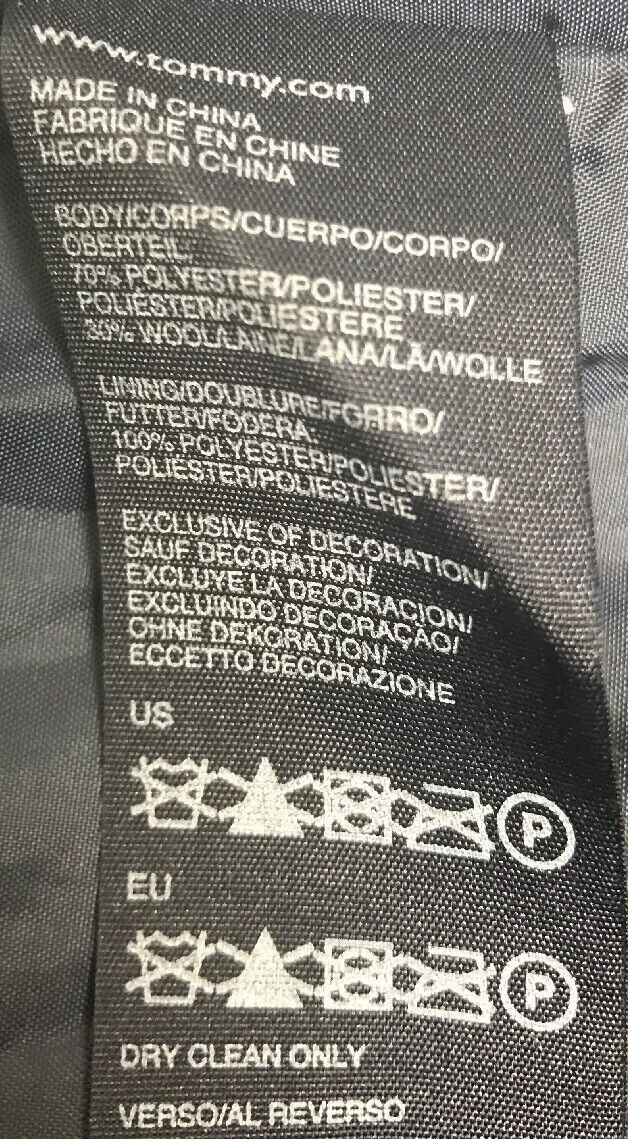 www.tommy.com
MADE IN CHINA
FABRIQUE EN CHINE
HECHO EN CHINA
BODY/CORPS/CUERPO/CORPO/
OBERTEIL:
70% POLYESTER/POLIESTER/
POLIÉSTER/POLIESTERE
30% WOOL/LAINE/LANA/LÃ/WOLLE
LINING/DOUBLURE/FORRO/
FUTTER/FODERA:
100% POLYESTER/POLIESTER/
POLIÉSTER/POLIESTERE
EXCLUSIVE OF DECORATION/
SAUF DECORATION/
EXCLUYE LA DECORACION/
EXCLUINDO DECORAÇAO/
OHNE DEKORATION/
ECCETTO DECORAZIONE
US
P
EU
P
DRY CLEAN ONLY
VERSO/AL REVERSO